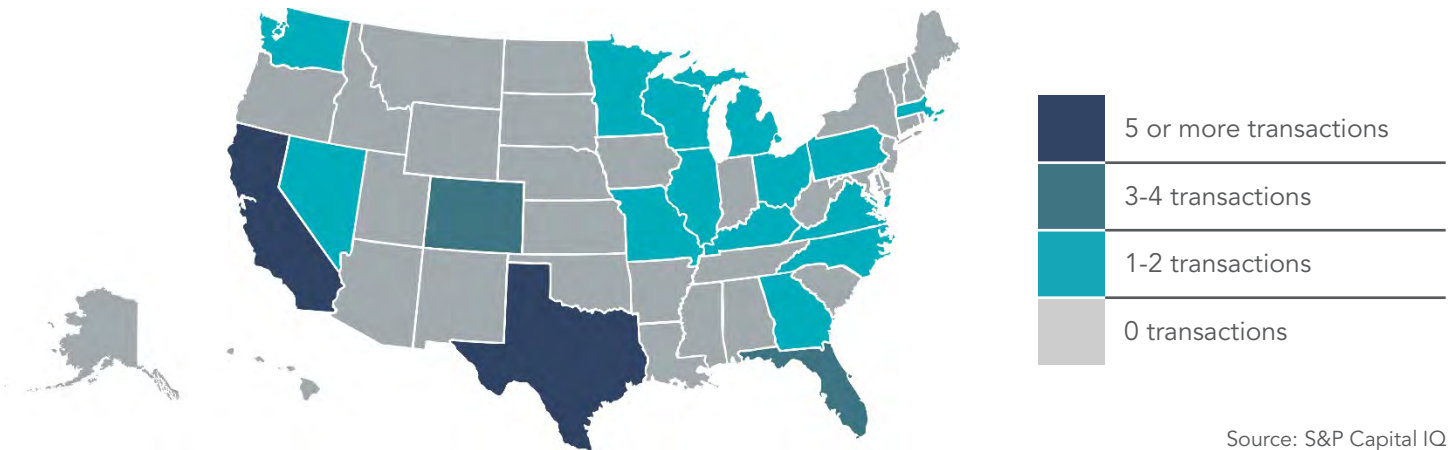 5 or more transactions
3-4 transactions
1-2 transactions
0 transactions
Source: S&P Capital IQ